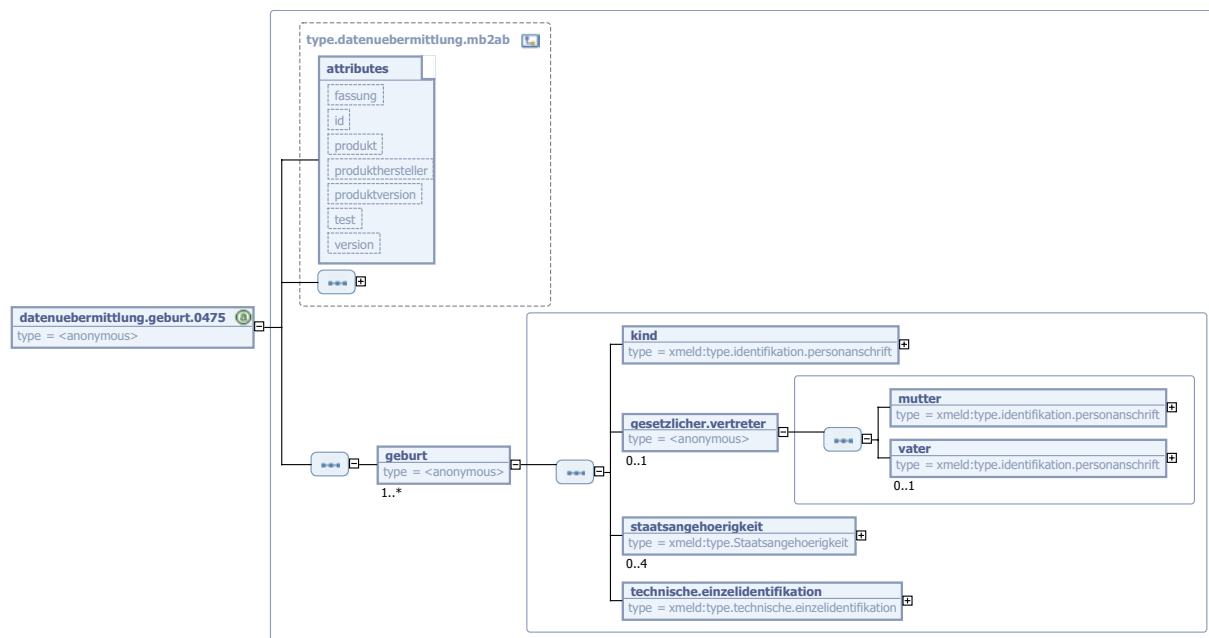 type.datenuebermittlung.mb2ab
attributes
fassung
id
produkt
produkthersteller
produktversion
test
version
datenuebermittlung.geburt.0475
type = <anonymous>
geburt
type = <anonymous>
1..*
kind
type = xmeld:type.identifikation.personanschrift
gesetzlicher.vertreter
type = <anonymous>
0..1
mutter
type = xmeld:type.identifikation.personanschrift
vater
type = xmeld:type.identifikation.personanschrift
0..1
staatsangehoerigkeit
type = xmeld:type.Staatsangehoerigkeit
0..4
technische.einzelidentifikation
type = xmeld:type.technische.einzelidentifikation